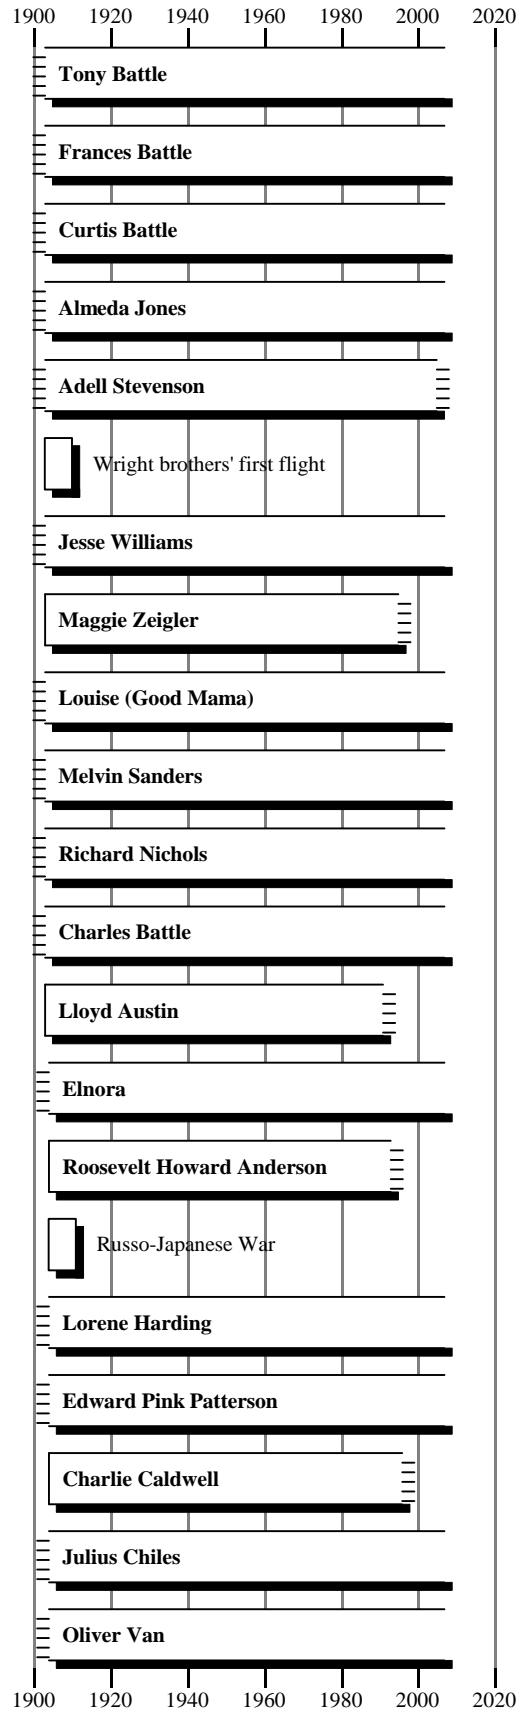 1900 1920 1940 1960 1980 2000 2020
Tony Battle
Frances Battle
Curtis Battle
Almeda Jones
Adell Stevenson
Wright brothers' first flight
Jesse Williams
Maggie Zeigler
Louise (Good Mama)
Melvin Sanders
Richard Nichols
Charles Battle
Lloyd Austin
Elnora
Roosevelt Howard Anderson
Russo-Japanese War
Lorene Harding
Edward Pink Patterson
Charlie Caldwell
Julius Chiles
Oliver Van
1900 1920 1940 1960 1980 2000 2020